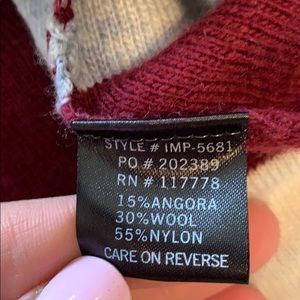 STYLE # IMP-5681
PO # 202389
RN # 117778
15%ANGORA
30%WOOL
55%NYLON
CARE ON REVERSE